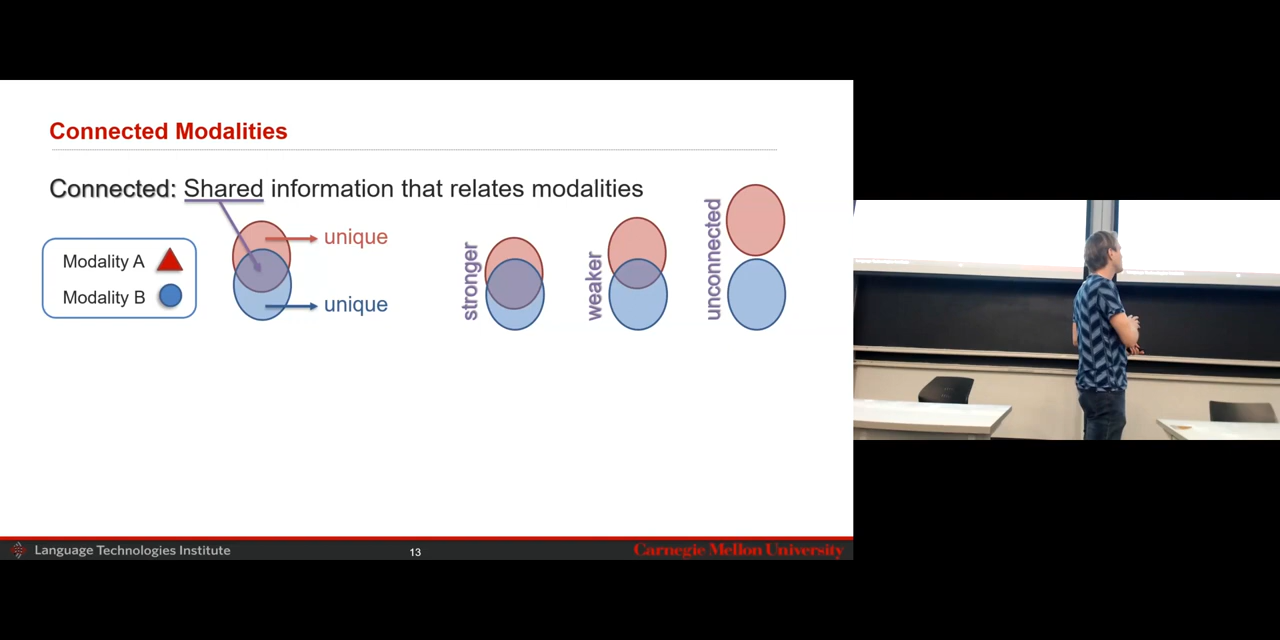 Connected Modalities
Connected: Shared information that relates modalities
Modality A
Modality B
unique
unique
stronger
weaker
unconnected
Language Technologies Institute
13
Carnegie Mellon University